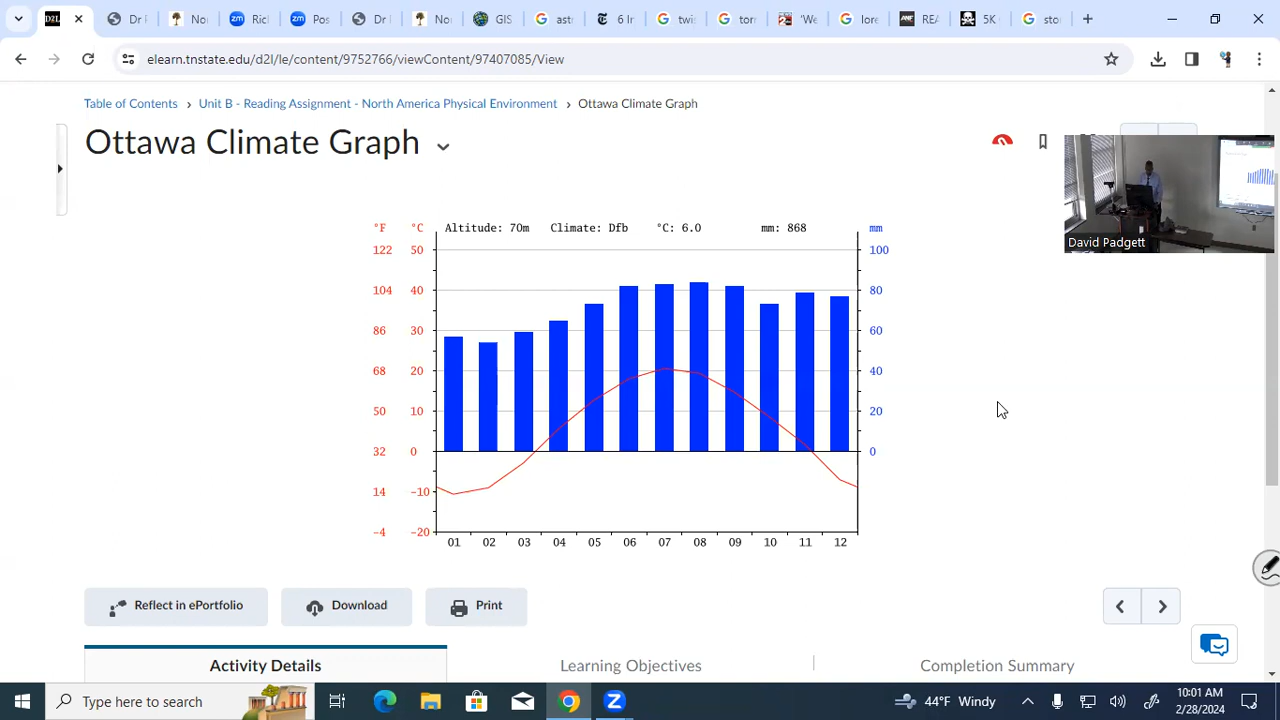 D2L
Dr I
Nor
Rick
Pos
Dr I
Nor
GIS
ast
6 Ir
twis
tor
'We
lore
REA
5K
sto
elearn.tnstate.edu/d2l/le/content/9752766/viewContent/97407085/View
Table of Contents › Unit B - Reading Assignment - North America Physical Environment › Ottawa Climate Graph
Ottawa Climate Graph
David Padgett
°F °C Altitude: 70m Climate: Dfb °C: 6.0 mm: 868 mm
122 50 100
104 40 80
86 30 60
68 20 40
50 10 20
32 0 0
14 -10
-4 -20
01 02 03 04 05 06 07 08 09 10 11 12
Reflect in ePortfolio Download Print
Activity Details Learning Objectives Completion Summary
Type here to search
44°F Windy
10:01 AM
2/28/2024